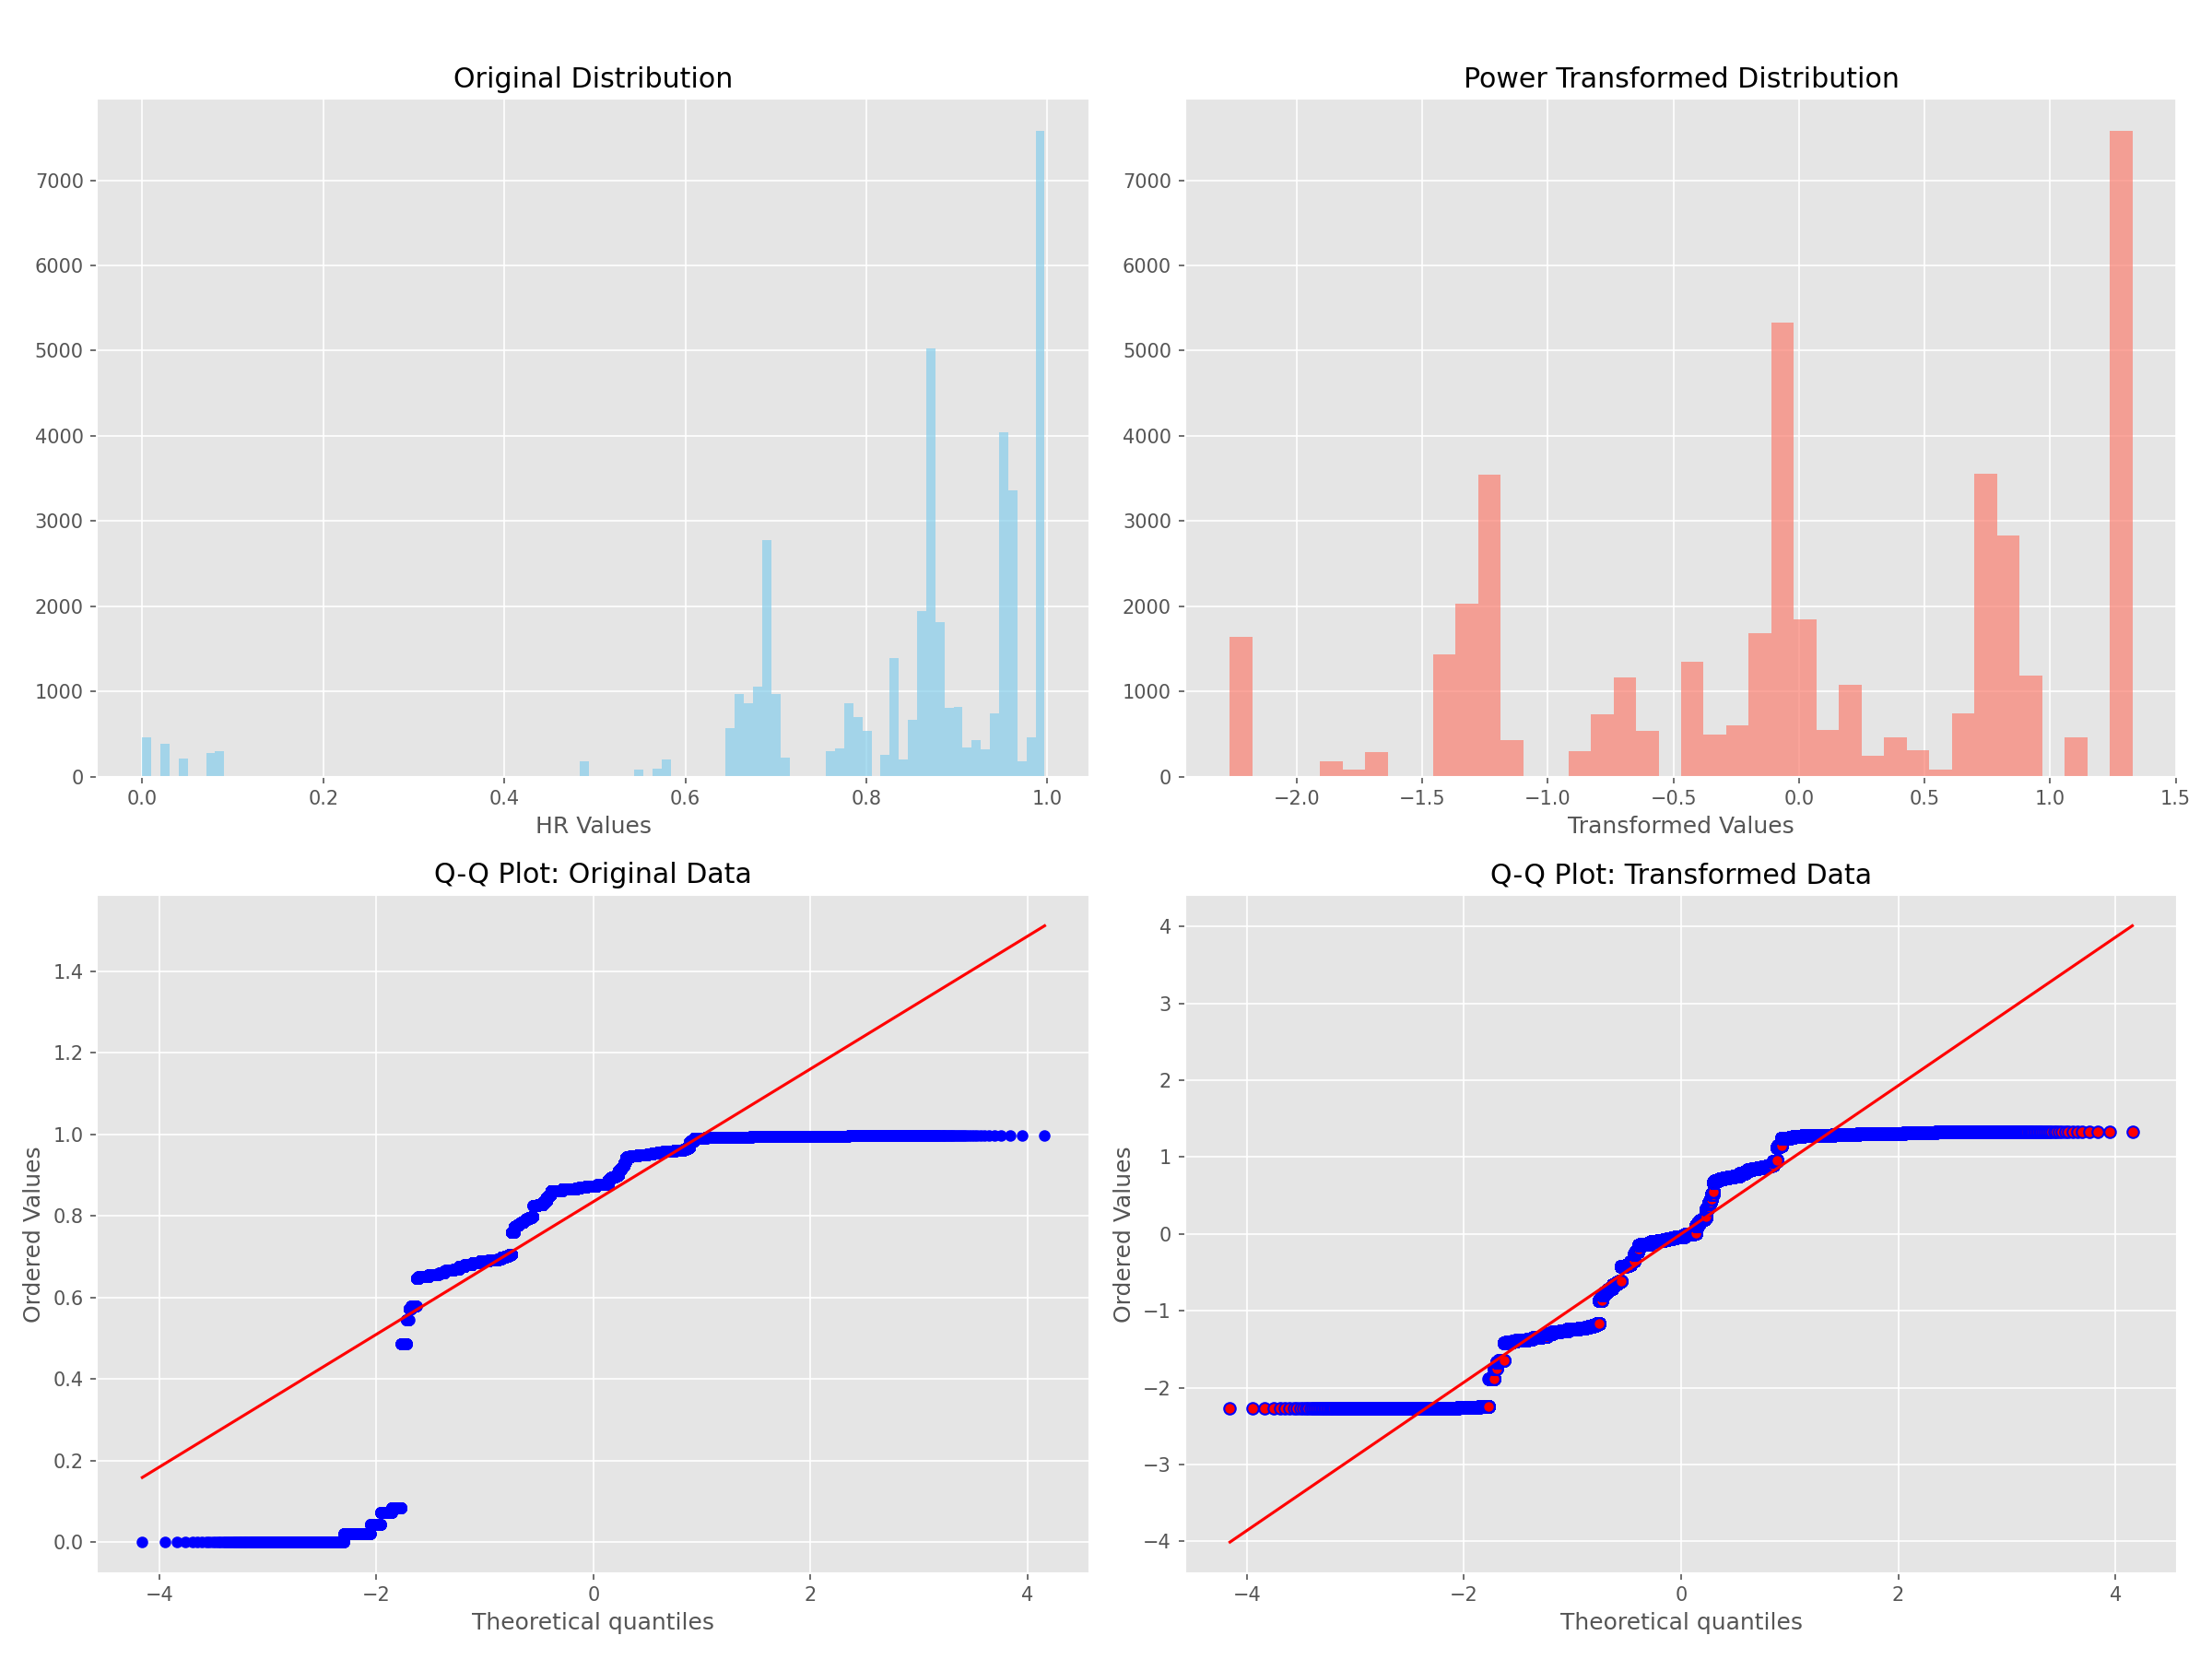 Original Distribution
7000
6000
5000
4000
3000
2000
1000
0
0.0 0.2 0.4 0.6 0.8 1.0
HR Values
Power Transformed Distribution
7000
6000
5000
4000
3000
2000
1000
0
−2.0 −1.5 −1.0 −0.5 0.0 0.5 1.0 1.5
Transformed Values
Q-Q Plot: Original Data
Ordered Values
1.4
1.2
1.0
0.8
0.6
0.4
0.2
0.0
−4 −2 0 2 4
Theoretical quantiles
Q-Q Plot: Transformed Data
Ordered Values
4
3
2
1
0
−1
−2
−3
−4
−4 −2 0 2 4
Theoretical quantiles